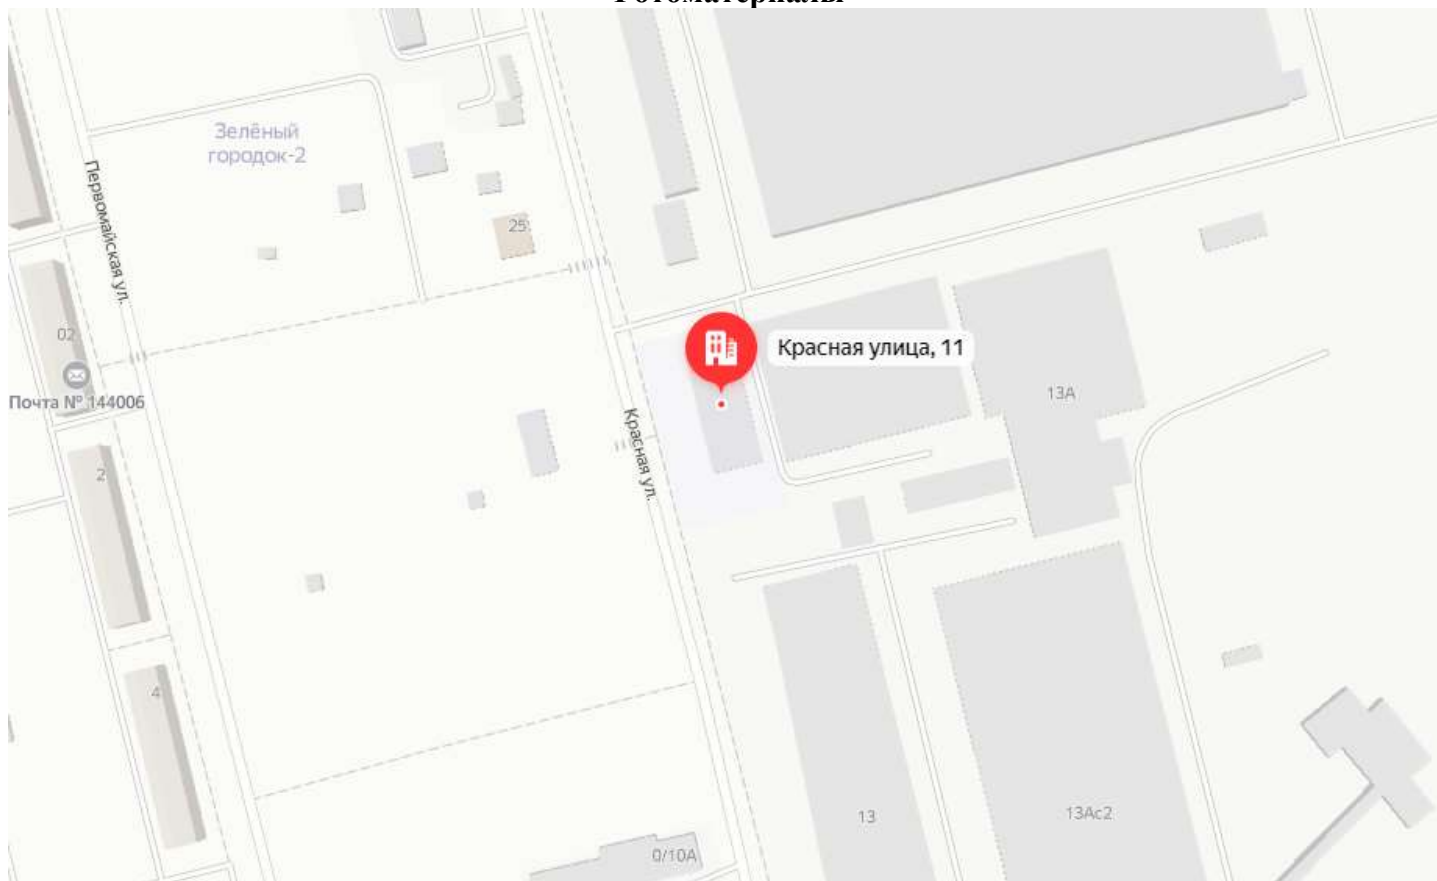 Фотоматериалы
Зелёный
городок-2
Первомайская ул.
25
02
Красная улица, 11
13А
Почта № 144006
Красная ул.
2
4
13
13Ас2
0/10А